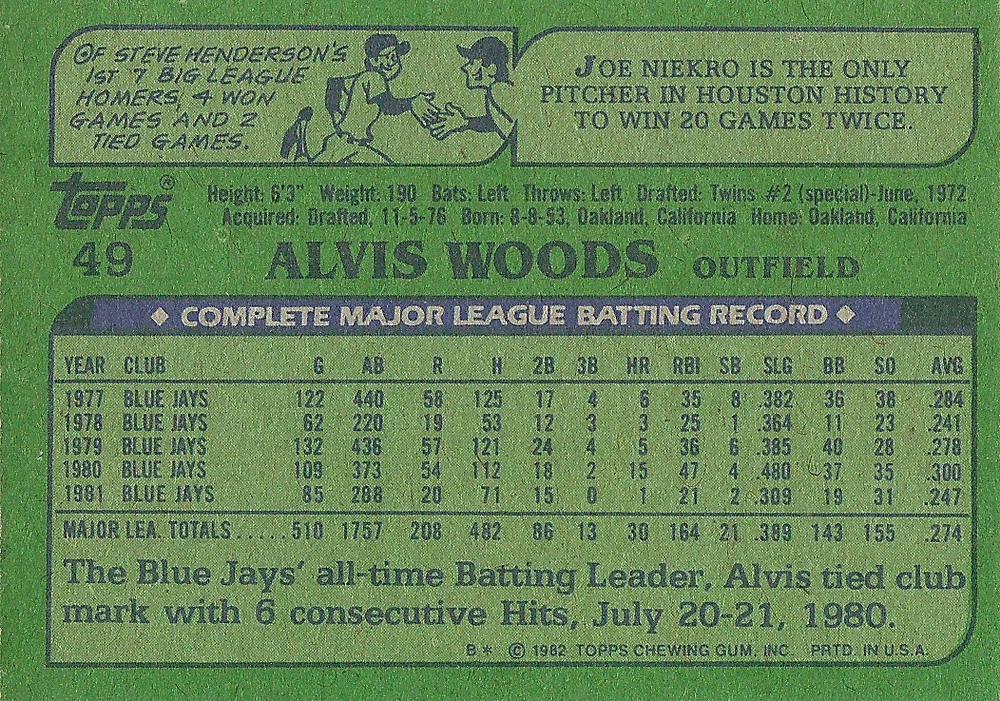 OF STEVE HENDERSON'S
1ST 7 BIG LEAGUE
HOMERS, 4 WON
GAMES AND 2
TIED GAMES.
JOE NIEKRO IS THE ONLY
PITCHER IN HOUSTON HISTORY
TO WIN 20 GAMES TWICE.
Topps®
Height: 6'3" Weight: 190 Bats: Left Throws: Left Drafted: Twins #2 (special)-June, 1972
Acquired: Drafted, 11-5-76 Born: 8-8-53, Oakland, California Home: Oakland, California
49 ALVIS WOODS OUTFIELD
◆ COMPLETE MAJOR LEAGUE BATTING RECORD ◆
YEAR CLUB G AB R H 2B 3B HR RBI SB SLG BB SO AVG
1977 BLUE JAYS 122 440 58 125 17 4 6 35 8 .382 36 38 .284
1978 BLUE JAYS 62 220 19 53 12 3 3 25 1 .364 11 23 .241
1979 BLUE JAYS 132 436 57 121 24 4 5 36 6 .385 40 28 .278
1980 BLUE JAYS 109 373 54 112 18 2 15 47 4 .480 37 35 .300
1981 BLUE JAYS 85 288 20 71 15 0 1 21 2 .309 19 31 .247
MAJOR LEA. TOTALS.....510 1757 208 482 86 13 30 164 21 .389 143 155 .274
The Blue Jays' all-time Batting Leader, Alvis tied club
mark with 6 consecutive Hits, July 20-21, 1980.
B* © 1982 TOPPS CHEWING GUM, INC. PRTD. IN U.S.A.